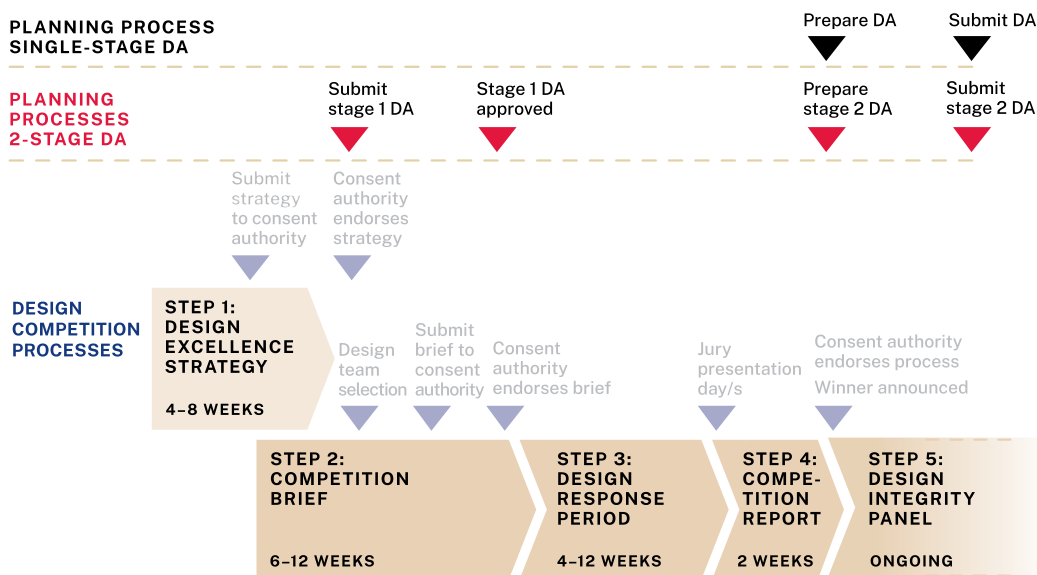 PLANNING PROCESS
SINGLE-STAGE DA
Prepare DA
Submit DA
PLANNING
PROCESSES
2-STAGE DA
Submit
stage 1 DA
Stage 1 DA
approved
Prepare
stage 2 DA
Submit
stage 2 DA
Submit
strategy
to consent
authority
Consent
authority
endorses
strategy
DESIGN
COMPETITION
PROCESSES
STEP 1:
DESIGN
EXCELLENCE
STRATEGY
4–8 WEEKS
Design
team
selection
Submit
brief to
consent
authority
Consent
authority
endorses brief
Jury
presentation
day/s
Consent authority
endorses process
Winner announced
STEP 2:
COMPETITION
BRIEF
6–12 WEEKS
STEP 3:
DESIGN
RESPONSE
PERIOD
4–12 WEEKS
STEP 4:
COMPE-
TITION
REPORT
2 WEEKS
STEP 5:
DESIGN
INTEGRITY
PANEL
ONGOING